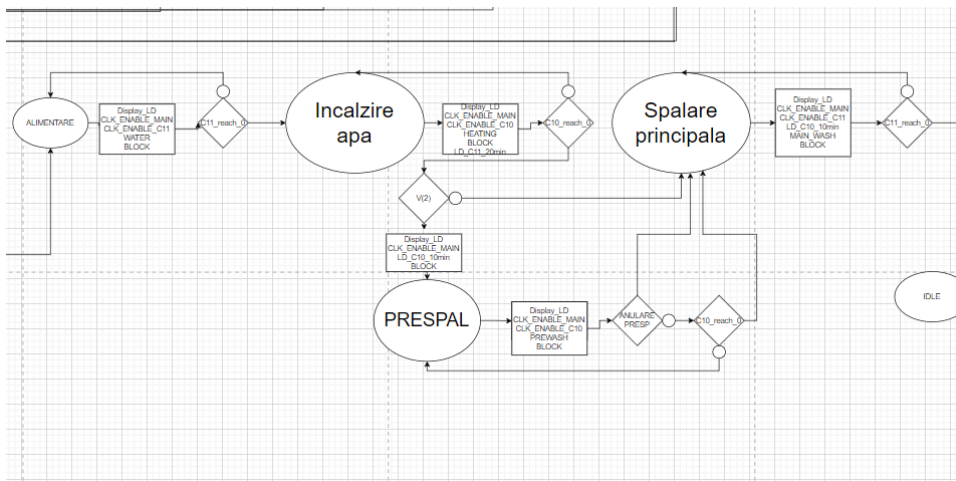 ALIMENTARE
Display_LD
CLK_ENABLE_MAIN
CLK_ENABLE_C11
WATER
BLOCK
C11_reach_0
Incalzire
apa
Display_LD
CLK_ENABLE_MAIN
CLK_ENABLE_C10
HEATING
BLOCK
LD_C11_20min
C10_reach_0
Spalare
principala
Display_LD
CLK_ENABLE_MAIN
CLK_ENABLE_C11
LD_C10_10min
MAIN_WASH
BLOCK
C11_reach_0
V(2)
Display_LD
CLK_ENABLE_MAIN
LD_C10_10min
BLOCK
PRESPAL
Display_LD
CLK_ENABLE_MAIN
CLK_ENABLE_C10
PREWASH
BLOCK
ANULARE
PRESP
C10_reach_0
IDLE